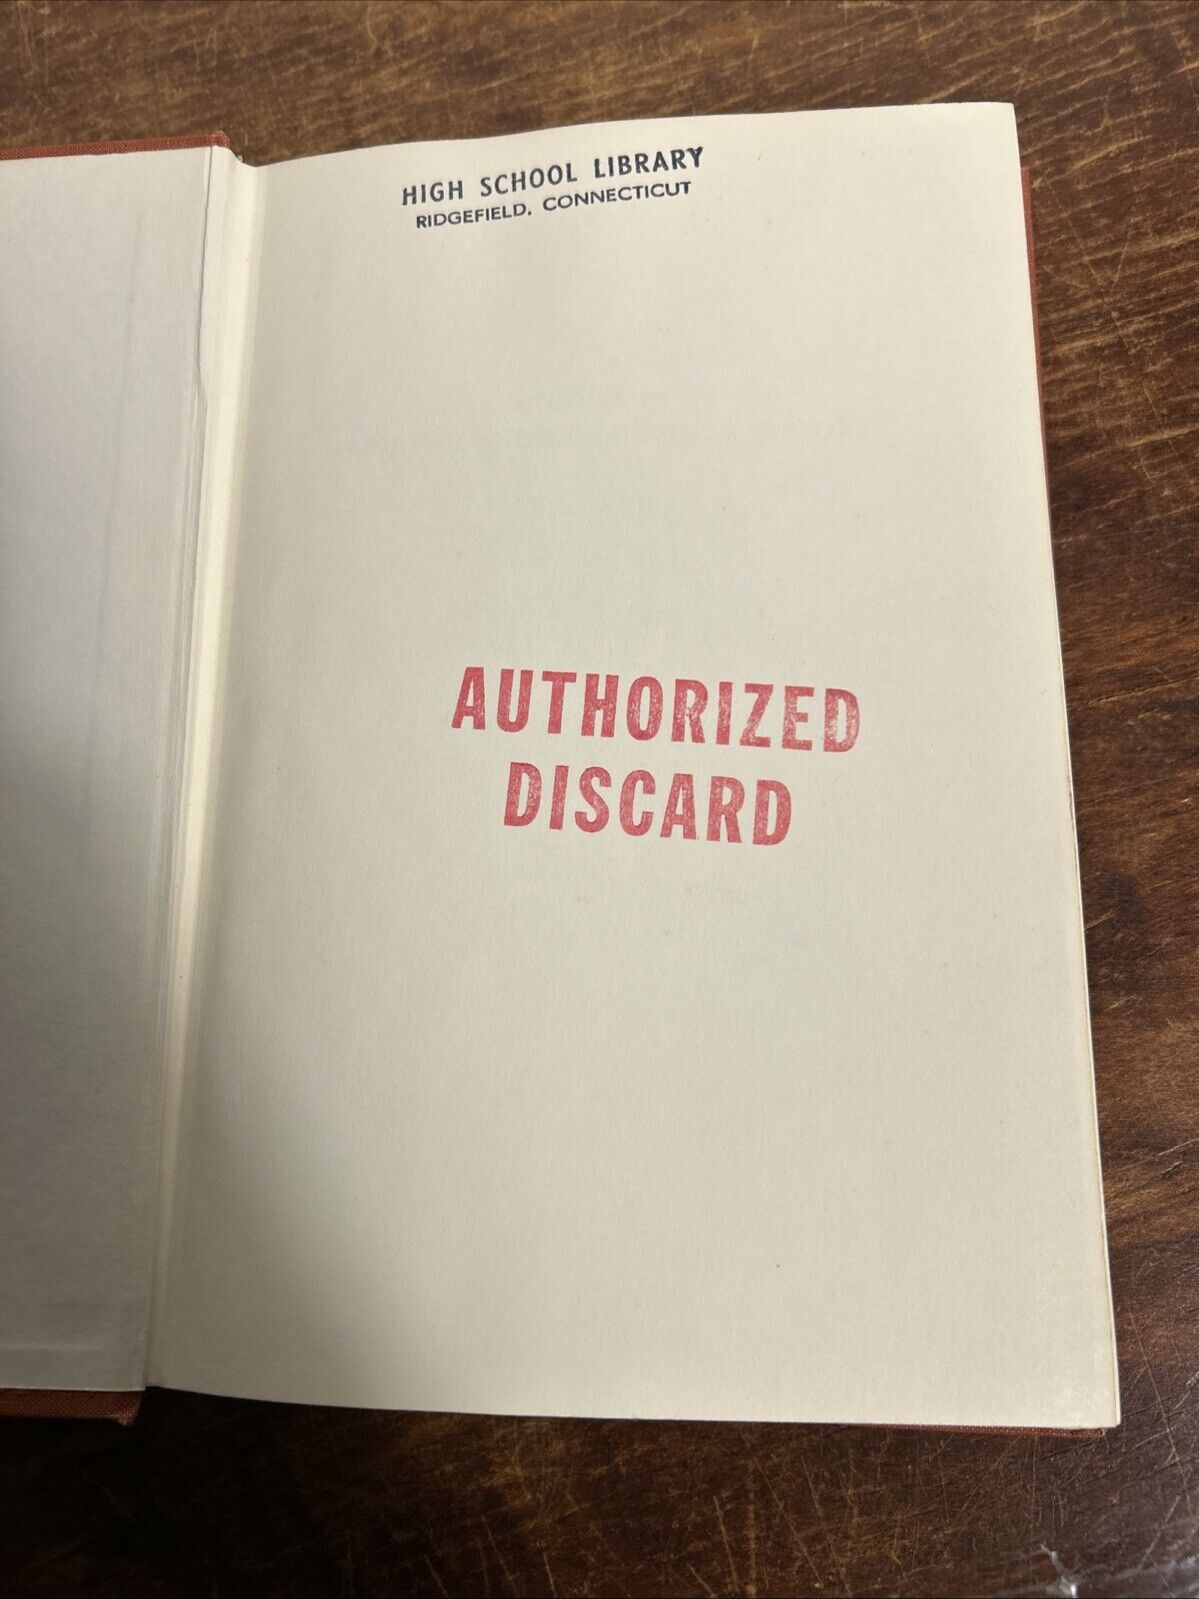 HIGH SCHOOL LIBRARY
RIDGEFIELD, CONNECTICUT
AUTHORIZED
DISCARD